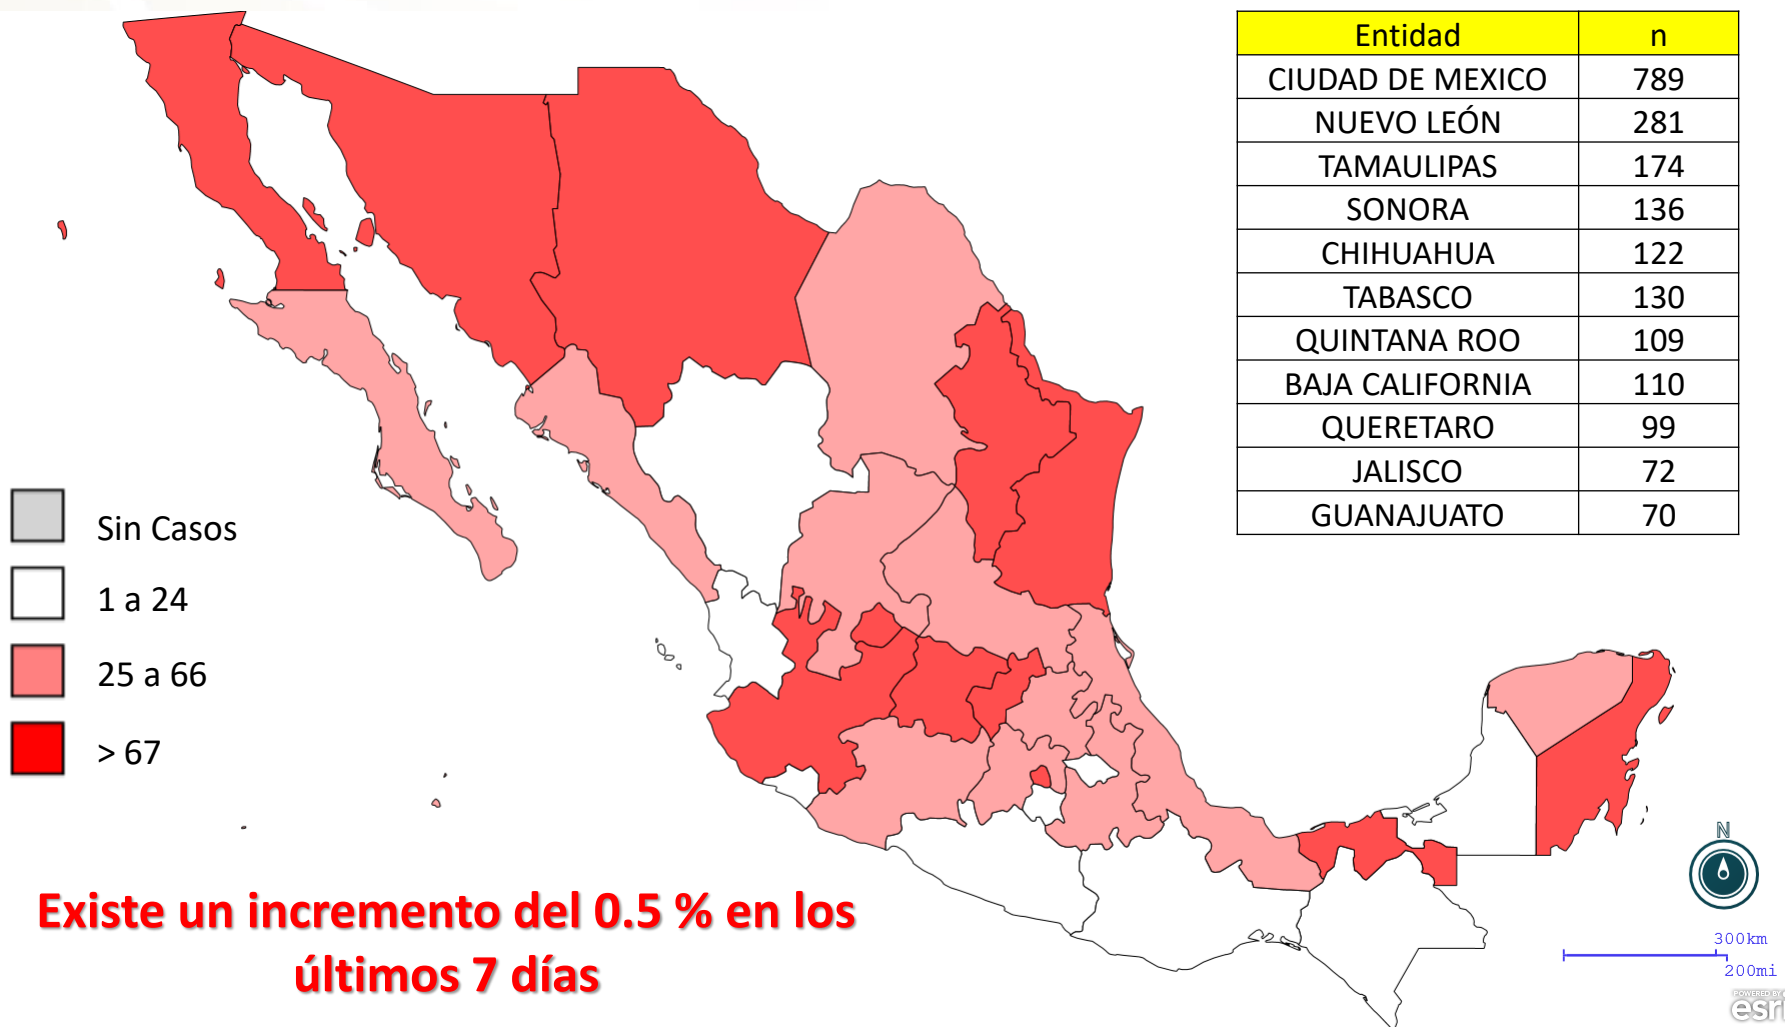 Entidad n
CIUDAD DE MEXICO 789
NUEVO LEÓN 281
TAMAULIPAS 174
SONORA 136
CHIHUAHUA 122
TABASCO 130
QUINTANA ROO 109
BAJA CALIFORNIA 110
QUERETARO 99
JALISCO 72
GUANAJUATO 70
Sin Casos
1 a 24
25 a 66
> 67
Existe un incremento del 0.5 % en los
últimos 7 días
N
300km
200mi
POWERED BY
esri